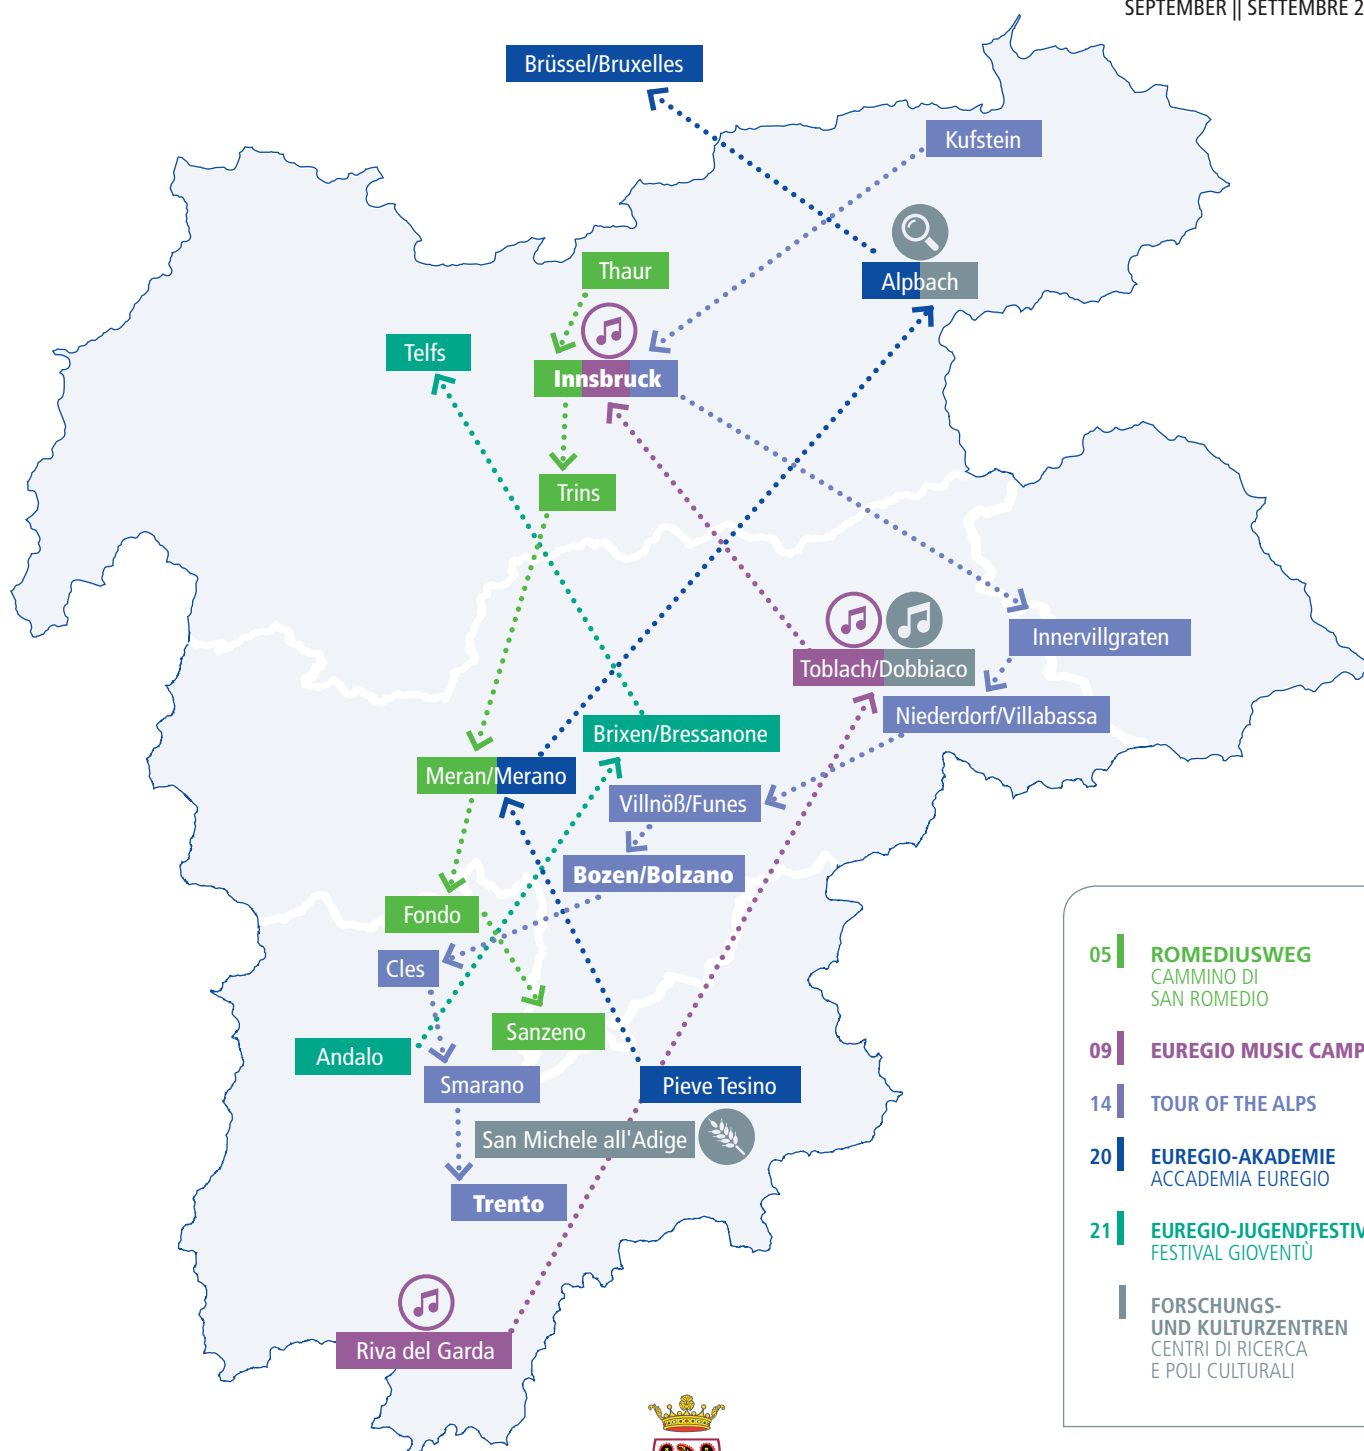 SEPTEMBER || SETTEMBRE 2
Brüssel/Bruxelles
Kufstein
Thaur
Alpbach
Telfs
Innsbruck
Trins
Innervillgraten
Toblach/Dobbiaco
Niederdorf/Villabassa
Brixen/Bressanone
Meran/Merano
Villnöß/Funes
Bozen/Bolzano
Fondo
Cles
Sanzeno
Andalo
Smarano
Pieve Tesino
San Michele all'Adige
Trento
Riva del Garda
05 ROMEDIUSWEG
CAMMINO DI
SAN ROMEDIO
09 EUREGIO MUSIC CAMP
14 TOUR OF THE ALPS
20 EUREGIO-AKADEMIE
ACCADEMIA EUREGIO
21 EUREGIO-JUGENDFESTIV
FESTIVAL GIOVENTÙ
FORSCHUNGS-
UND KULTURZENTREN
CENTRI DI RICERCA
E POLI CULTURALI